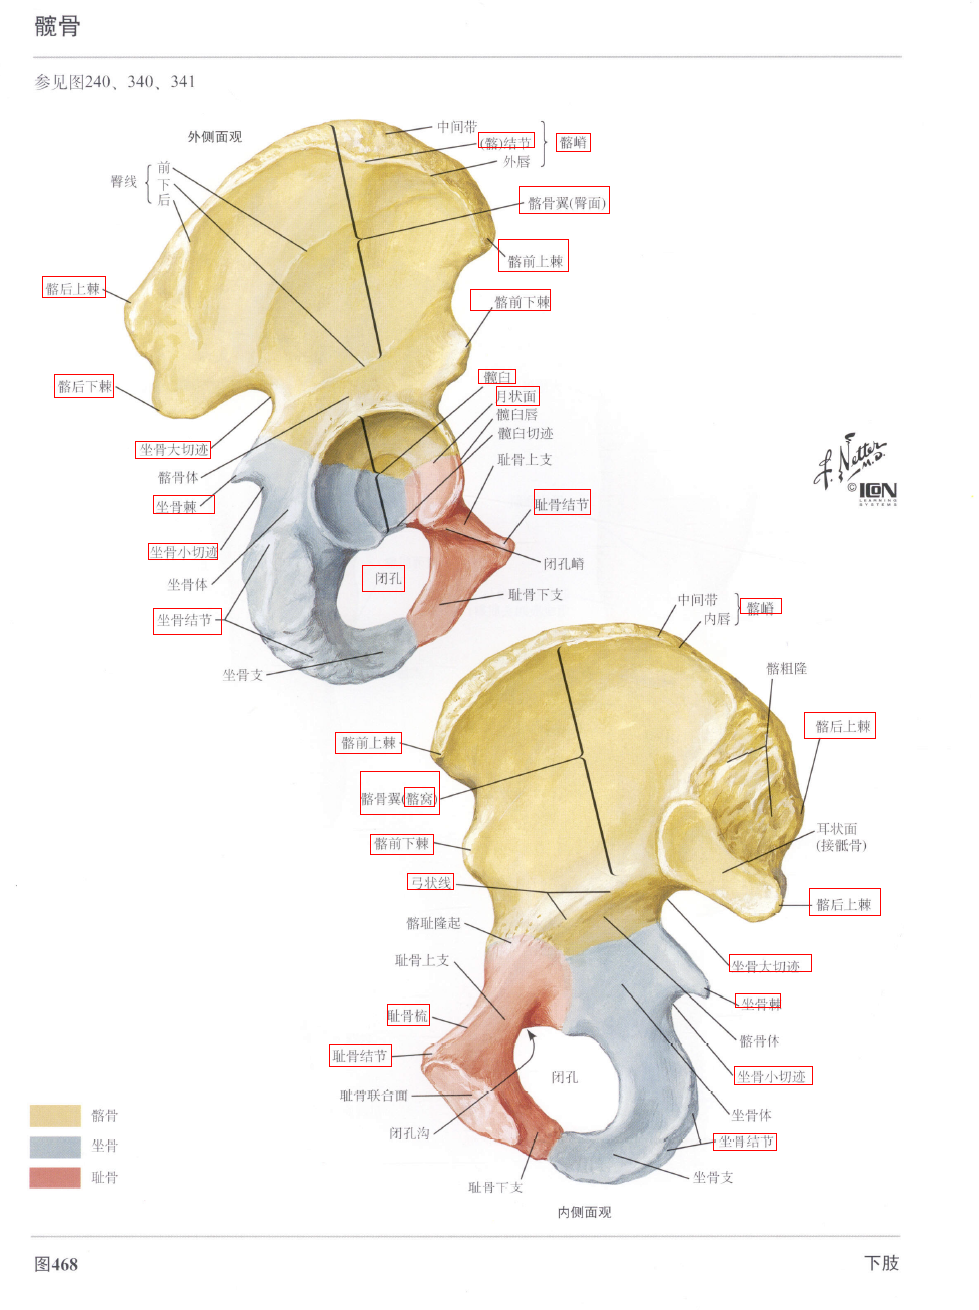 髋骨
参见图240、340、341
外侧面观
中间带
(髂)结节
髂嵴
外唇
臀线
前
下
后
髂骨翼(臀面)
髂前上棘
髂后上棘
髂前下棘
髂后下棘
髋臼
月状面
髋臼唇
髋臼切迹
坐骨大切迹
耻骨上支
髂骨体
坐骨棘
耻骨结节
坐骨小切迹
闭孔嵴
闭孔
坐骨体
耻骨下支
坐骨结节
坐骨支
F. Netter
M.D.
© ICON
LEARNING
SYSTEMS
中间带
内唇
髂嵴
髂粗隆
髂后上棘
髂前上棘
髂骨翼(髂窝)
髂前下棘
耳状面
(接骶骨)
弓状线
髂后上棘
髂耻隆起
耻骨上支
坐骨大切迹
坐骨棘
耻骨梳
髂骨体
耻骨结节
坐骨小切迹
闭孔
耻骨联合面
坐骨体
闭孔沟
坐骨结节
坐骨支
耻骨下支
内侧面观
髂骨
坐骨
耻骨
图468
下肢